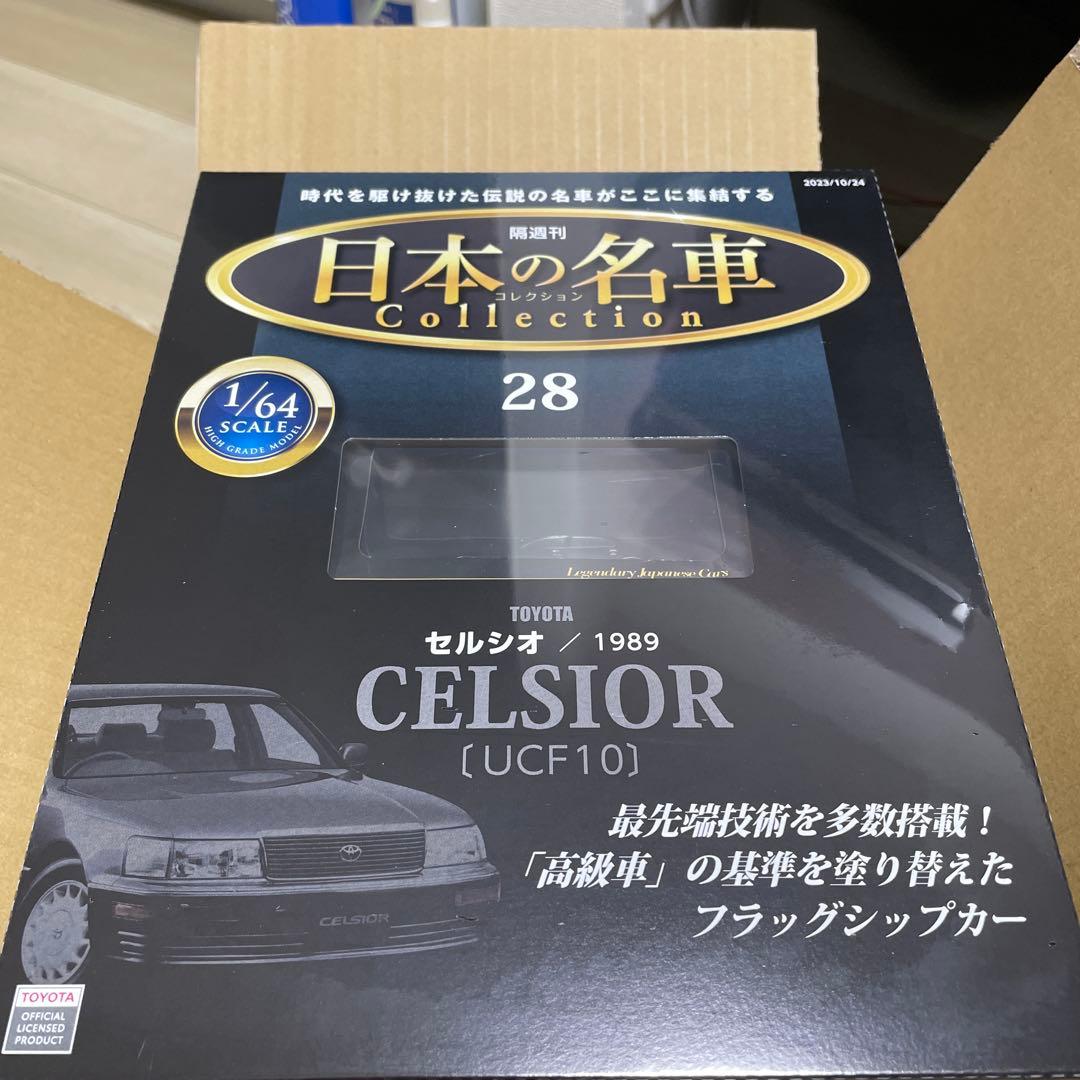 2023/10/24
時代を駆け抜けた伝説の名車がここに集結する
隔週刊
日本の名車
コレクション
Collection
28
1/64
SCALE
HIGH GRADE MODEL
Legendary Japanese Cars
TOYOTA
セルシオ / 1989
CELSIOR
〔UCF10〕
最先端技術を多数搭載!
「高級車」の基準を塗り替えた
フラッグシップカー
CELSIOR
TOYOTA
OFFICIAL
LICENSED
PRODUCT